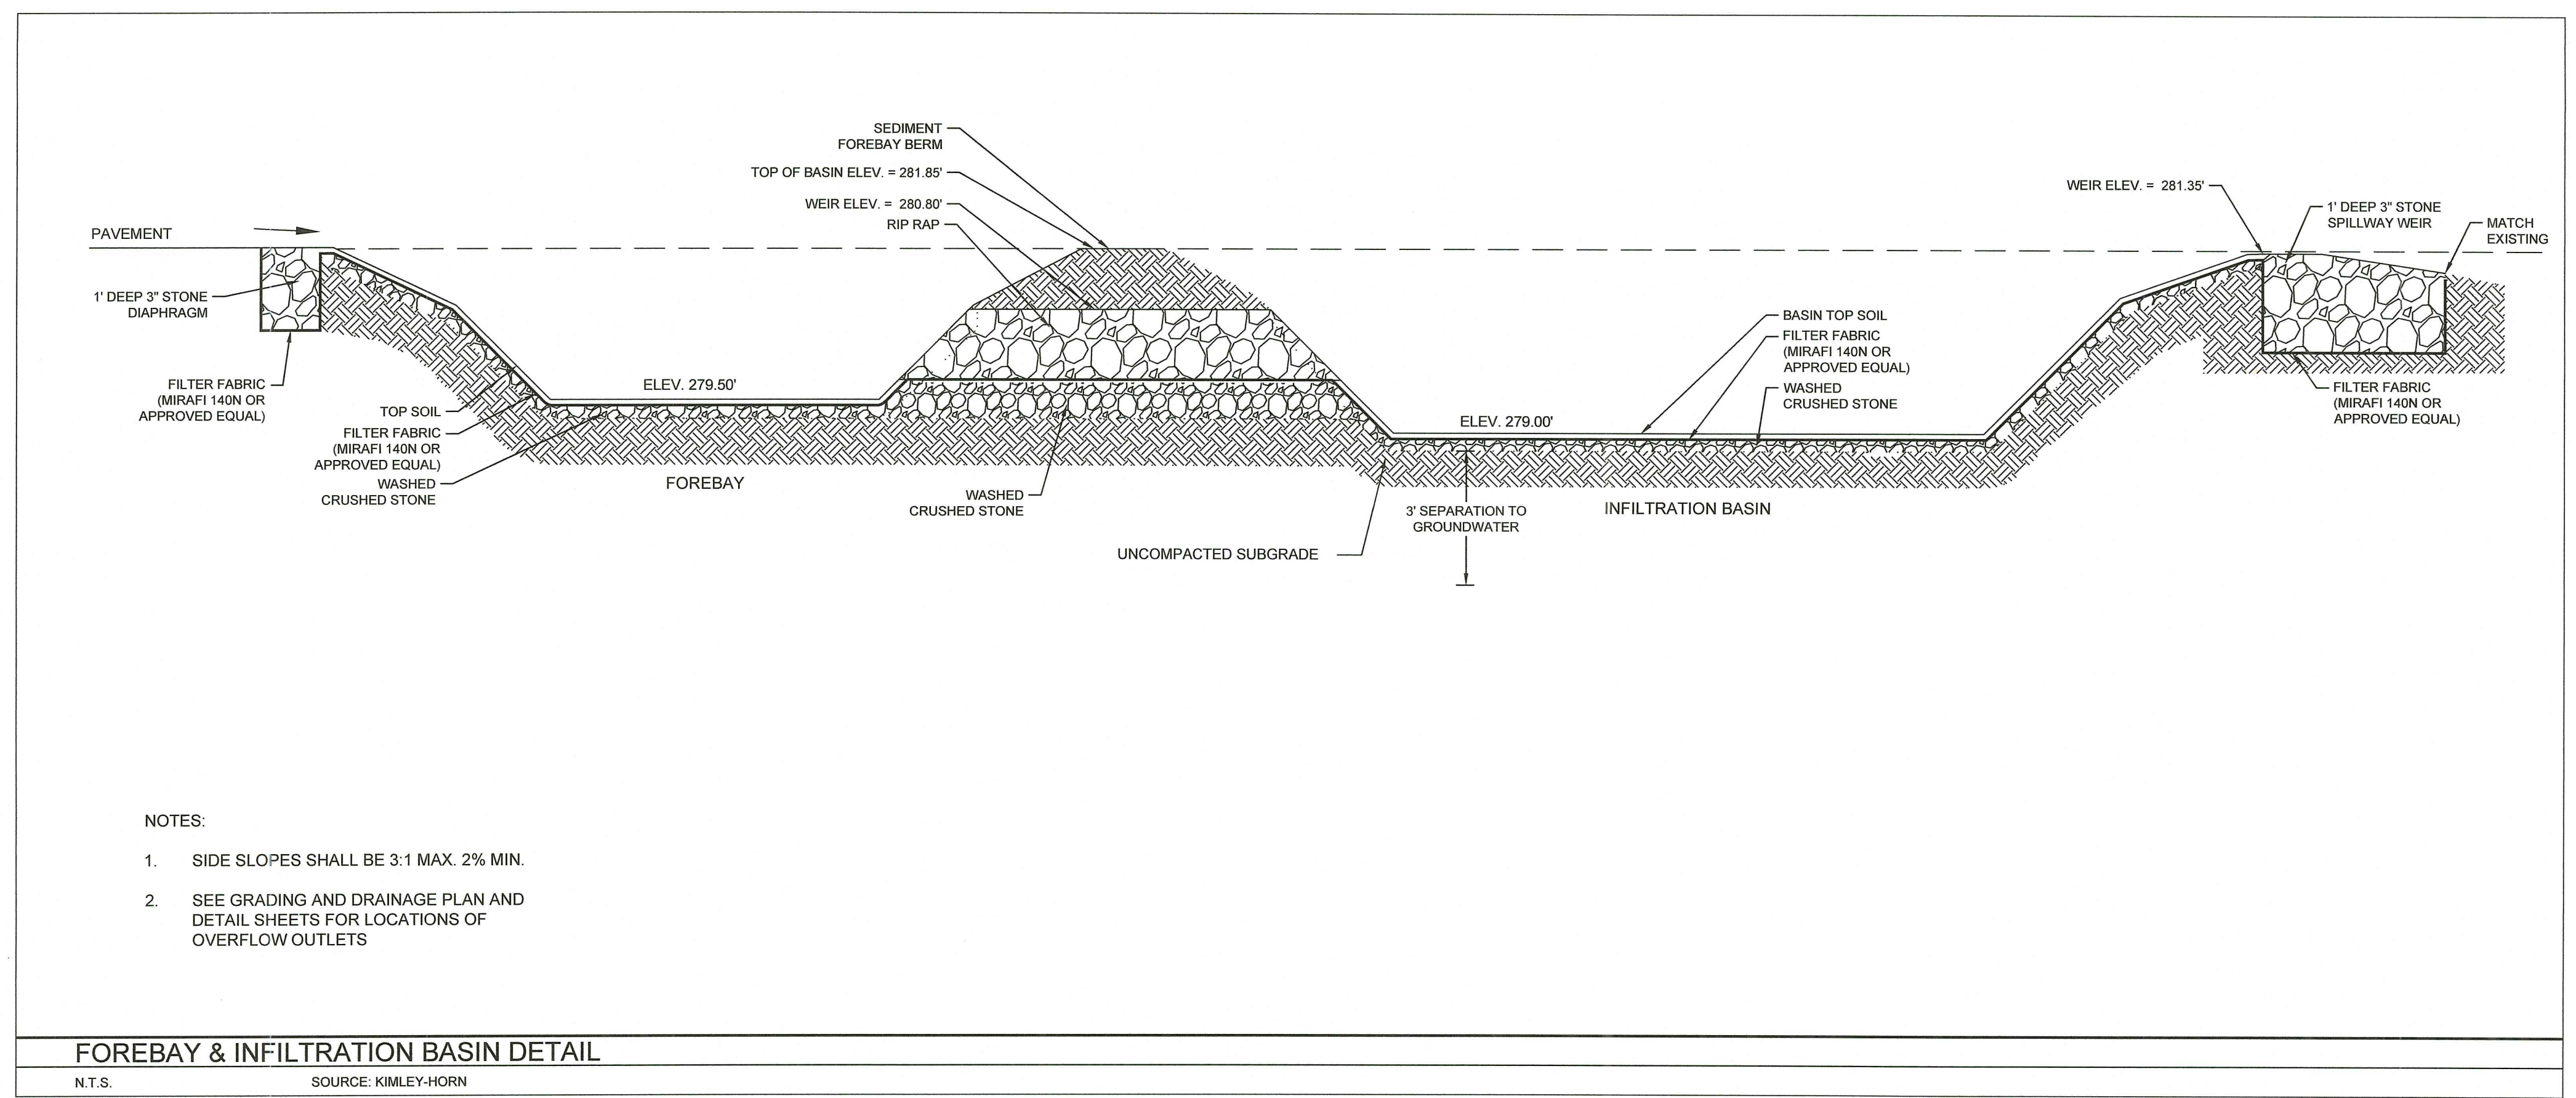 SEDIMENT
FOREBAY BERM
TOP OF BASIN ELEV. = 281.85'
WEIR ELEV. = 280.80'
RIP RAP
WEIR ELEV. = 281.35'
1' DEEP 3" STONE
SPILLWAY WEIR
MATCH
EXISTING
PAVEMENT
1' DEEP 3" STONE
DIAPHRAGM
FILTER FABRIC
(MIRAFI 140N OR
APPROVED EQUAL)
TOP SOIL
FILTER FABRIC
(MIRAFI 140N OR
APPROVED EQUAL)
WASHED
CRUSHED STONE
ELEV. 279.50'
FOREBAY
WASHED
CRUSHED STONE
UNCOMPACTED SUBGRADE
ELEV. 279.00'
3' SEPARATION TO
GROUNDWATER
BASIN TOP SOIL
FILTER FABRIC
(MIRAFI 140N OR
APPROVED EQUAL)
WASHED
CRUSHED STONE
INFILTRATION BASIN
FILTER FABRIC
(MIRAFI 140N OR
APPROVED EQUAL)
NOTES:
1. SIDE SLOPES SHALL BE 3:1 MAX. 2% MIN.
2. SEE GRADING AND DRAINAGE PLAN AND
DETAIL SHEETS FOR LOCATIONS OF
OVERFLOW OUTLETS
FOREBAY & INFILTRATION BASIN DETAIL
N.T.S. SOURCE: KIMLEY-HORN